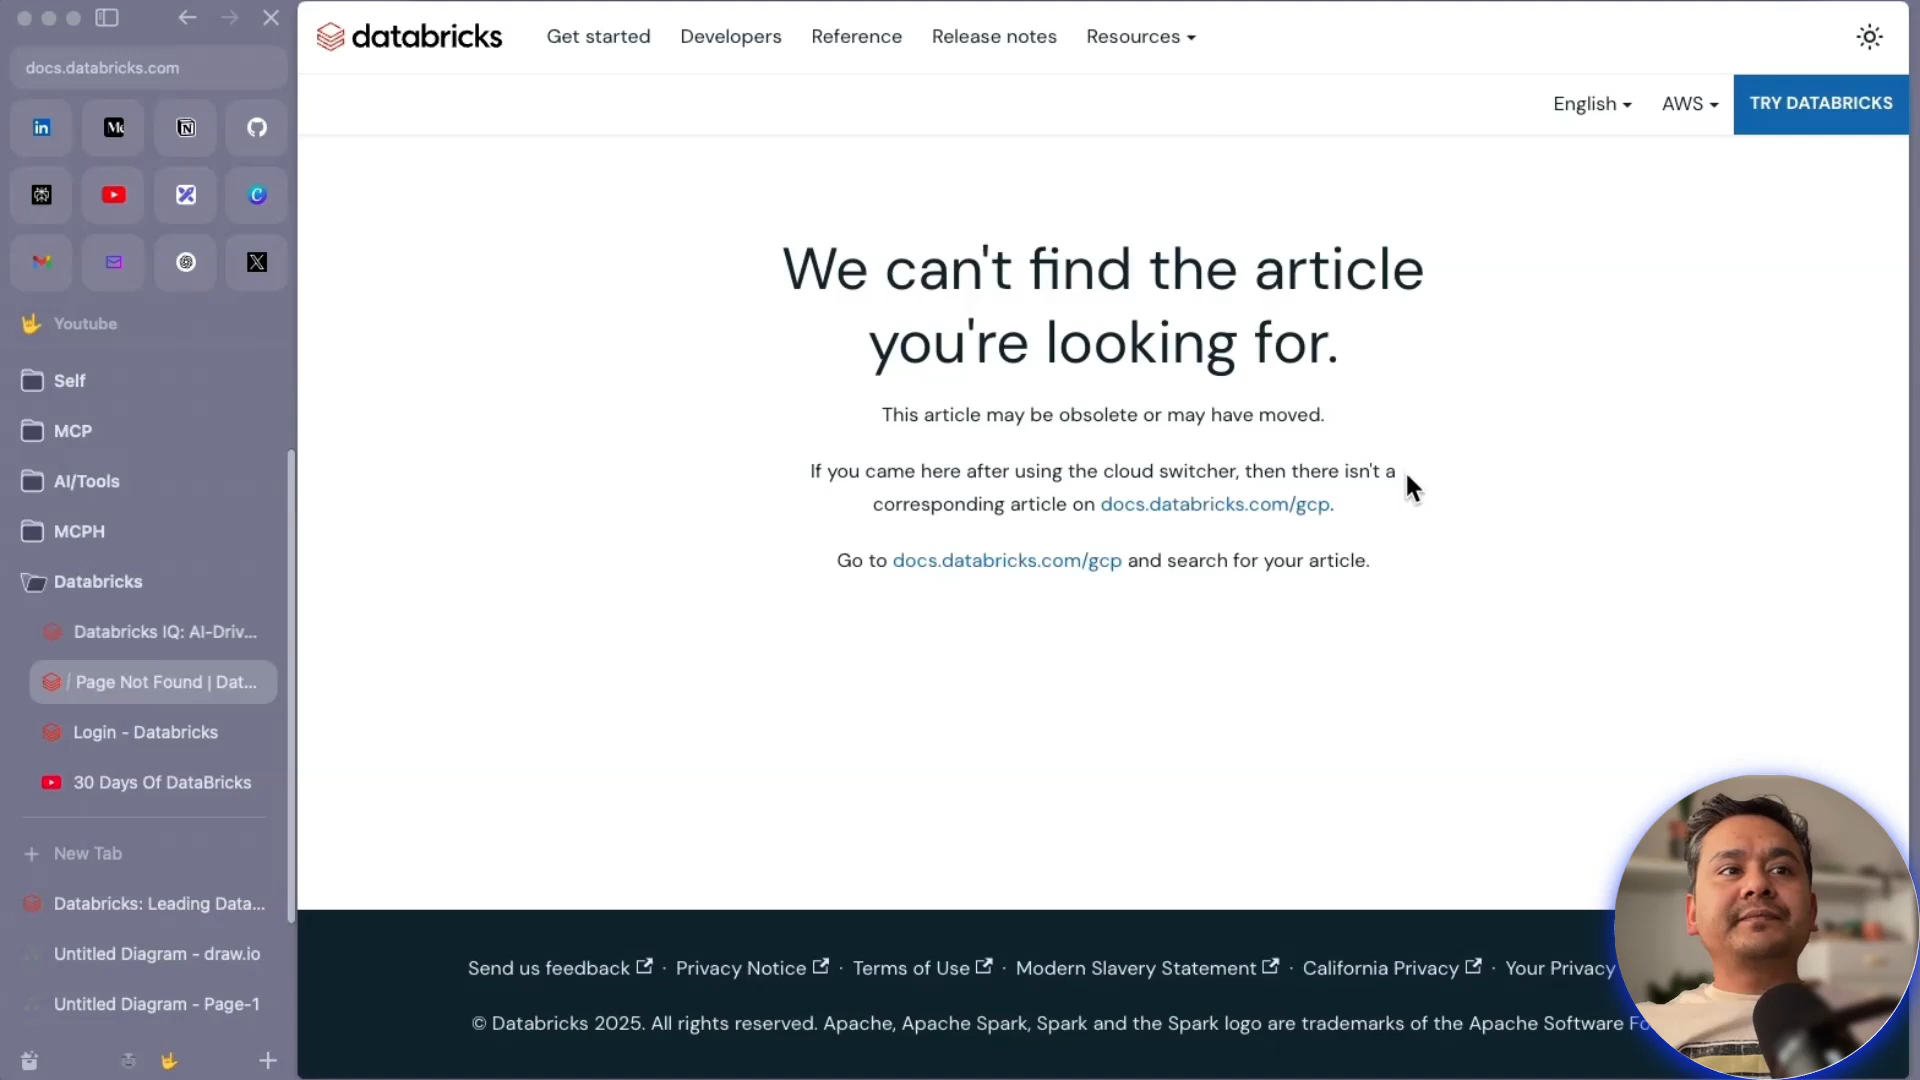 docs.databricks.com
Youtube
Self
MCP
AI/Tools
MCPH
Databricks
Databricks IQ: AI-Driv...
/ Page Not Found | Dat...
Login - Databricks
30 Days Of DataBricks
New Tab
Databricks: Leading Data...
Untitled Diagram - draw.io
Untitled Diagram - Page-1
databricks
Get started
Developers
Reference
Release notes
Resources
English
AWS
TRY DATABRICKS
We can't find the article
you're looking for.
This article may be obsolete or may have moved.
If you came here after using the cloud switcher, then there isn't a
corresponding article on docs.databricks.com/gcp.
Go to docs.databricks.com/gcp and search for your article.
Send us feedback · Privacy Notice · Terms of Use · Modern Slavery Statement · California Privacy · Your Privacy
© Databricks 2025. All rights reserved. Apache, Apache Spark, Spark and the Spark logo are trademarks of the Apache Software